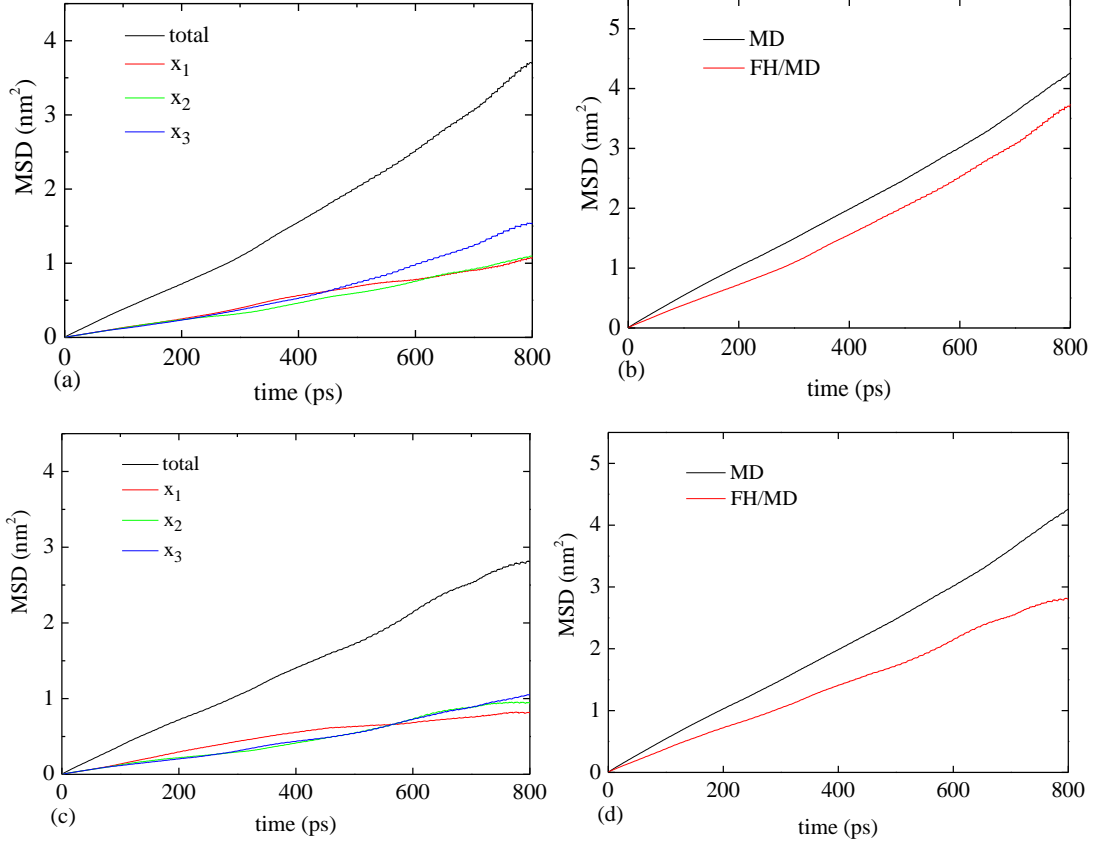 MSD (nm²)
4
3
2
1
0
total
x₁
x₂
x₃
0 200 400 600 800
(a)
time (ps)
MSD (nm²)
5
4
3
2
1
0
MD
FH/MD
0 200 400 600 800
(b)
time (ps)
MSD (nm²)
4
3
2
1
0
total
x₁
x₂
x₃
0 200 400 600 800
(c)
time (ps)
MSD (nm²)
5
4
3
2
1
0
MD
FH/MD
0 200 400 600 800
(d)
time (ps)